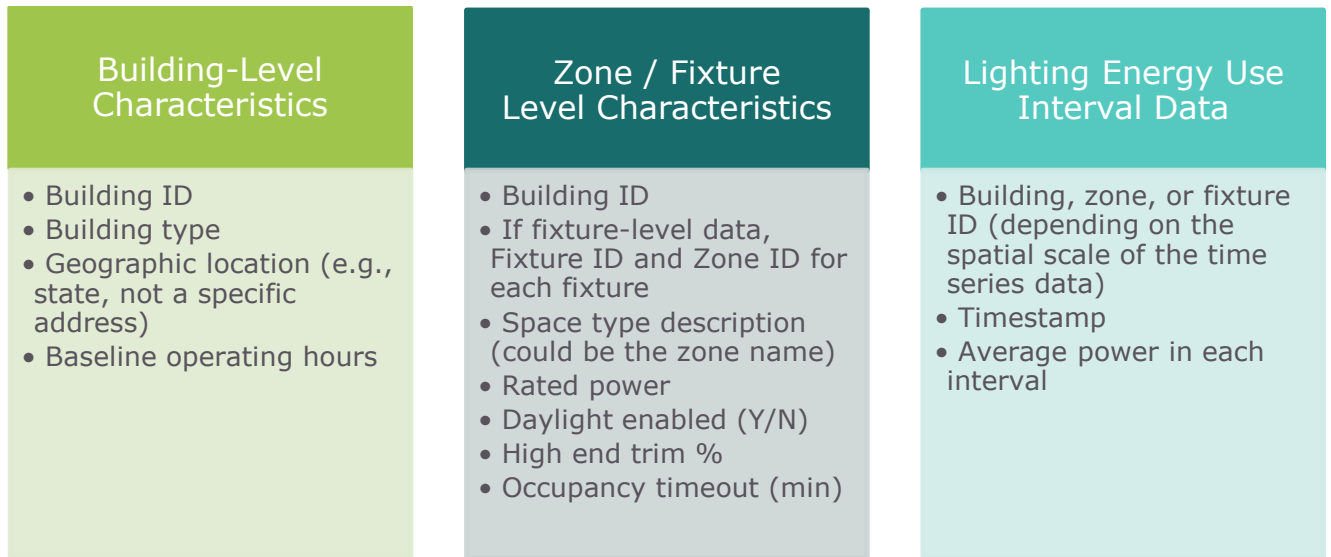 Building-Level
Characteristics
• Building ID
• Building type
• Geographic location (e.g.,
state, not a specific
address)
• Baseline operating hours
Zone / Fixture
Level Characteristics
• Building ID
• If fixture-level data,
Fixture ID and Zone ID for
each fixture
• Space type description
(could be the zone name)
• Rated power
• Daylight enabled (Y/N)
• High end trim %
• Occupancy timeout (min)
Lighting Energy Use
Interval Data
• Building, zone, or fixture
ID (depending on the
spatial scale of the time
series data)
• Timestamp
• Average power in each
interval